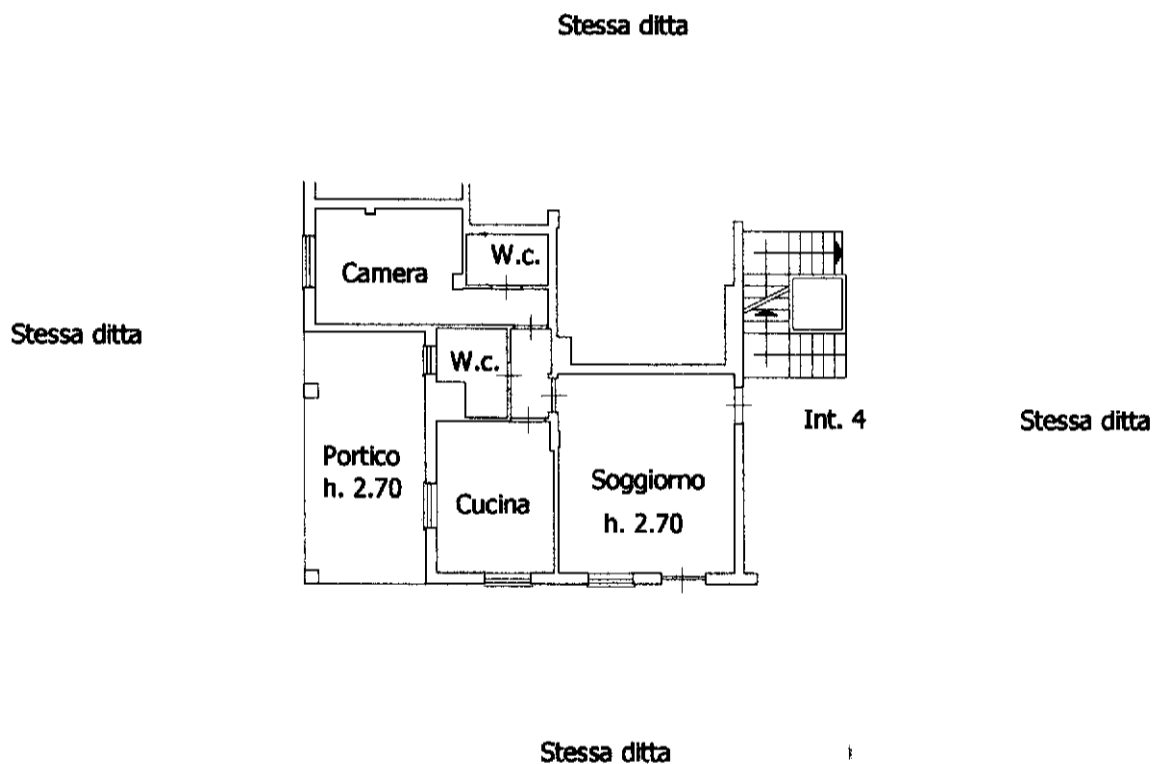 Stessa ditta
W.c.
Camera
Stessa ditta
W.c.
Int. 4
Stessa ditta
Portico
h. 2.70
Cucina
Soggiorno
h. 2.70
Stessa ditta